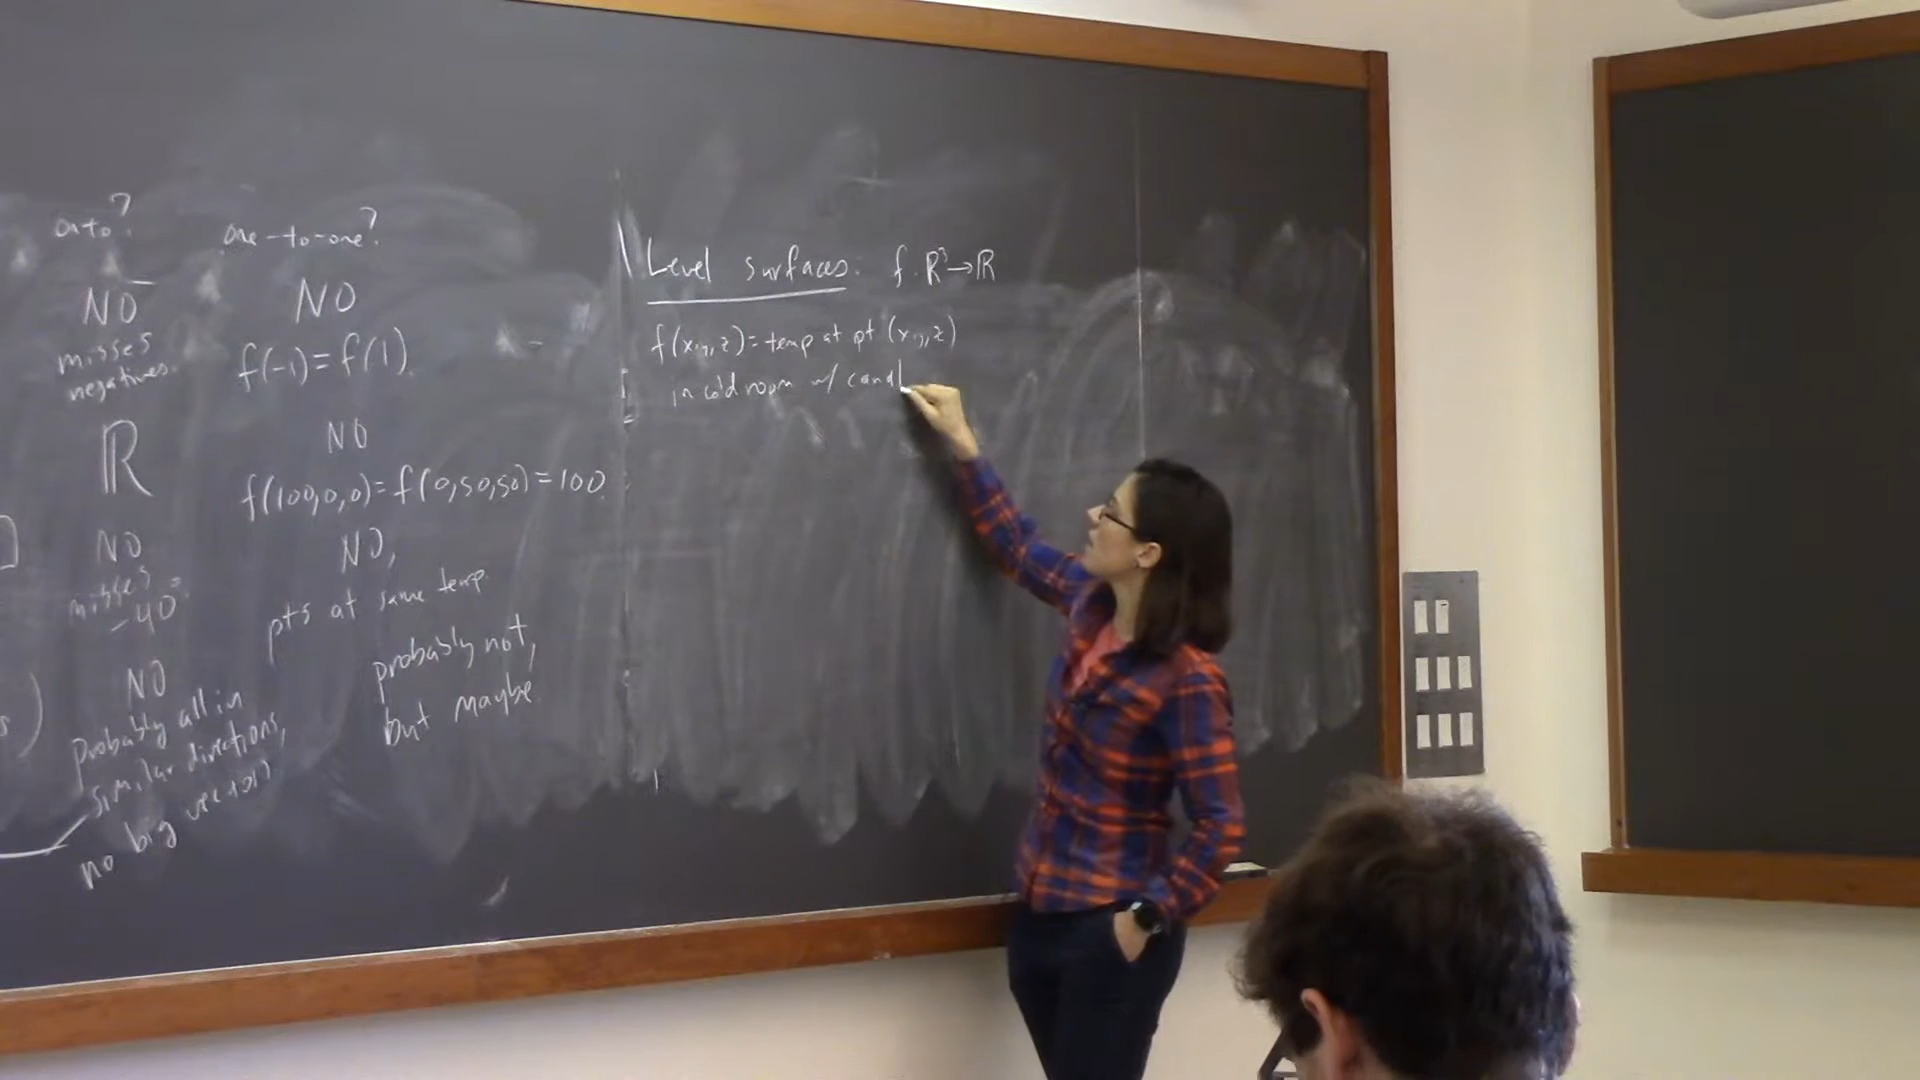 onto?
NO
misses
negatives.
ℝ
NO
misses
-40°
NO
probably all in
similar directions,
no big vectors?
one-to-one?
NO
f(-1)=f(1).
NO
f(100,0,0)=f(0,50,50)=100.
NO,
pts at same temp.
probably not,
but maybe.
Level surfaces: f: ℝ³→ℝ
f(x,y,z)=temp at pt (x,y,z)
in cold room w/ candl